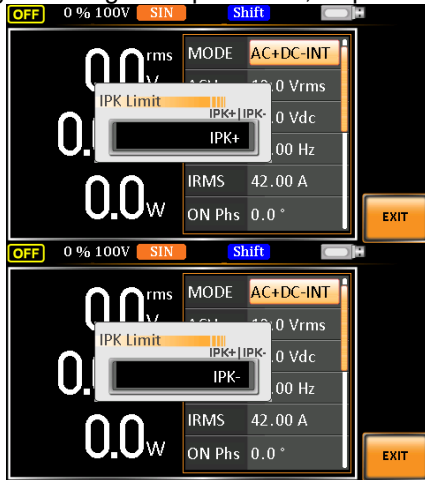 OFF 0 % 100V SIN Shift
0.0 rms MODE AC+DC-INT
0 Vrms
IPK Limit
IPK+|IPK-
0 Vdc
IPK+
.00 Hz
IRMS 42.00 A
0.0 W ON Phs 0.0 °
EXIT
OFF 0 % 100V SIN Shift
0.0 rms MODE AC+DC-INT
0 Vrms
IPK Limit
IPK+|IPK-
0 Vdc
IPK-
.00 Hz
IRMS 42.00 A
0.0 W ON Phs 0.0 °
EXIT